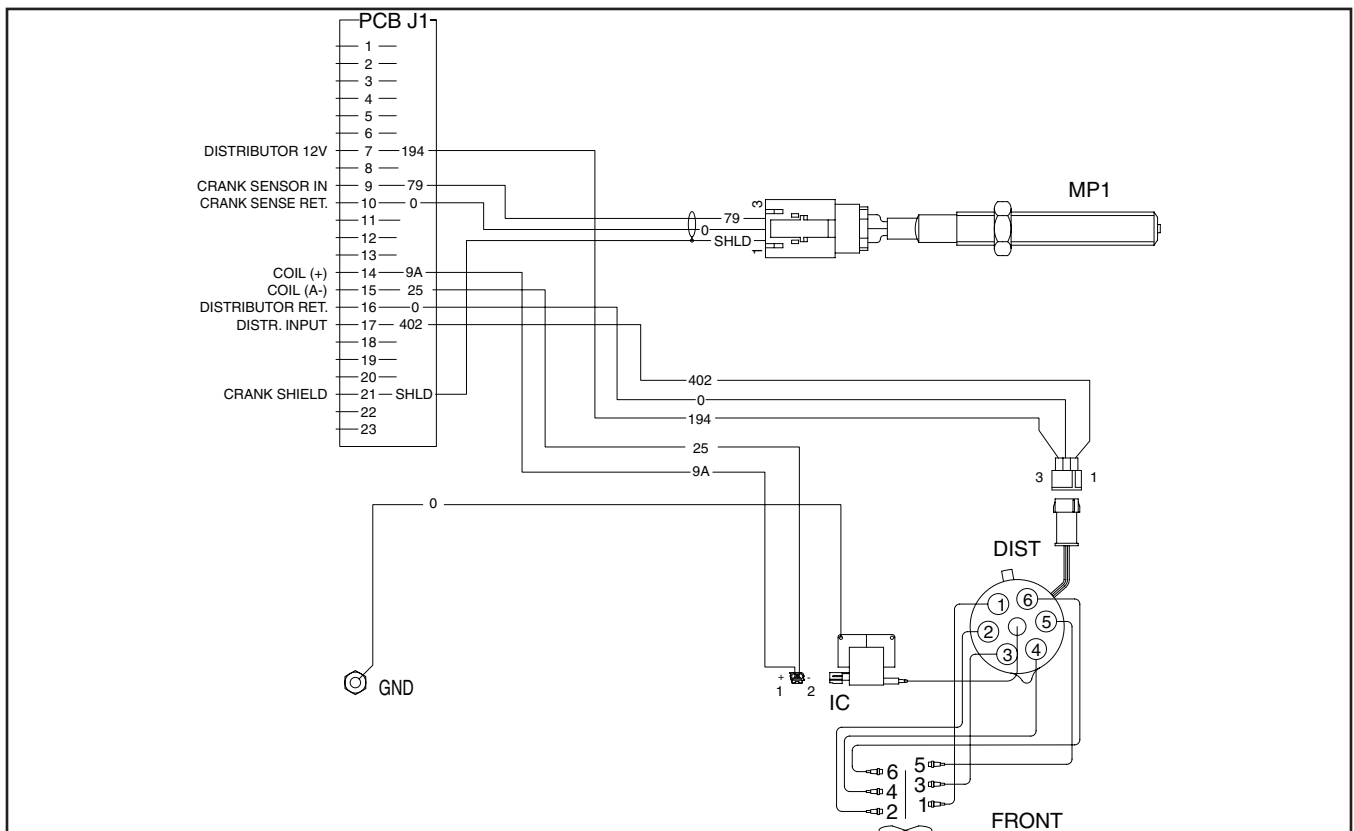 PCB J1
1
2
3
4
5
6
DISTRIBUTOR 12V 7 194
8
CRANK SENSOR IN 9 79
CRANK SENSE RET. 10 0
11
12
13
COIL (+) 14 9A
COIL (A-) 15 25
DISTRIBUTOR RET. 16 0
DISTR. INPUT 17 402
18
19
20
CRANK SHIELD 21 SHLD
22
23
MP1
3
79
0
SHLD
1
402
0
194
25
9A
0
3 1
DIST
1 6
2 5
3 4
GND
+ -
1 2
IC
6 5
4 3
2 1
FRONT